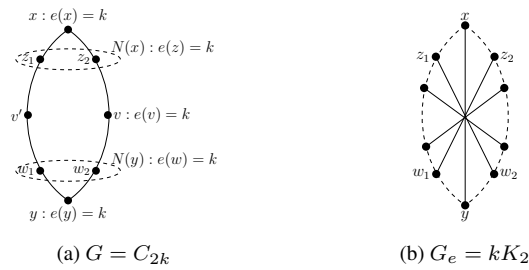 x : e(x) = k
z₁ z₂ N(x) : e(z) = k
v′ v : e(v) = k
w₁ w₂ N(y) : e(w) = k
y : e(y) = k
(a) G = C₂ₖ
x
z₁ z₂
w₁ w₂
y
(b) Gₑ = kK₂